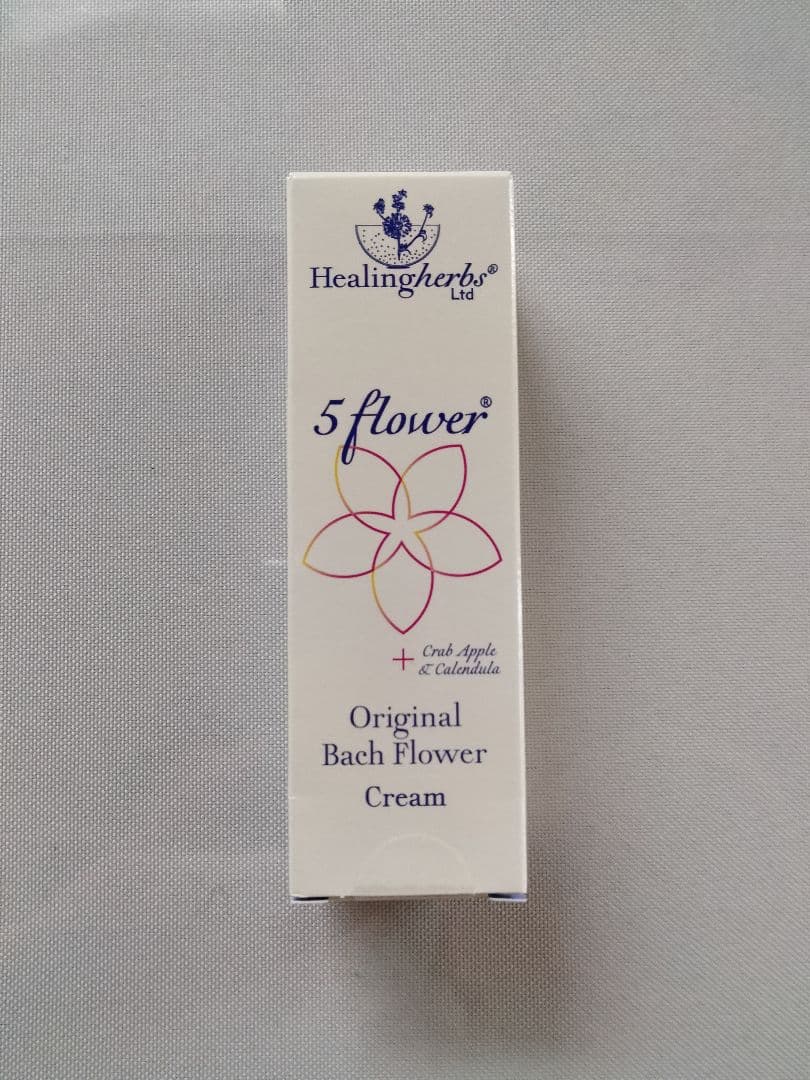 Healingherbs®
Ltd
5 flower®
+ Crab Apple
& Calendula
Original
Bach Flower
Cream